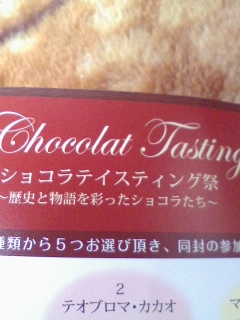 Chocolat Tasting
ショコラテイスティング祭
～歴史と物語を彩ったショコラたち～
種類から５つお選び頂き、同封の参加
2
テオブロマ・カカオ
マ